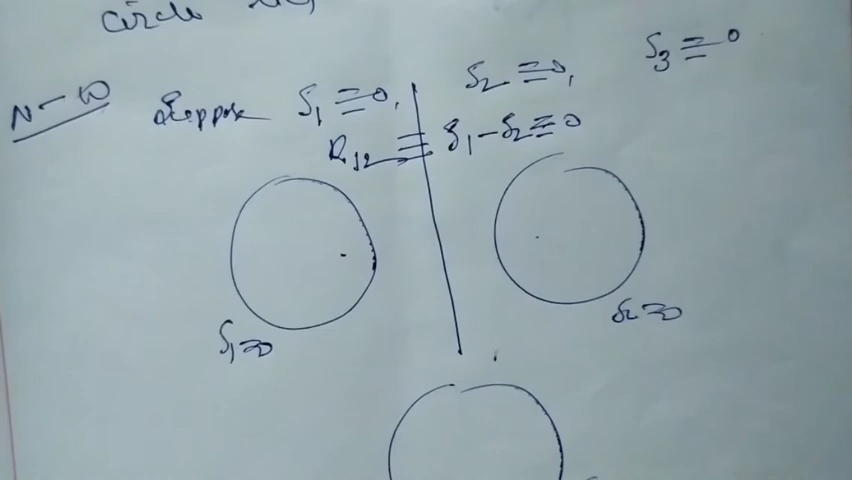 circle
N-10 Suppose S₁ ≡ 0, S₂ ≡ 0, S₃ ≡ 0
R₁₂ ≡ S₁-S₂ ≡ 0
S₁=0
S₂=0